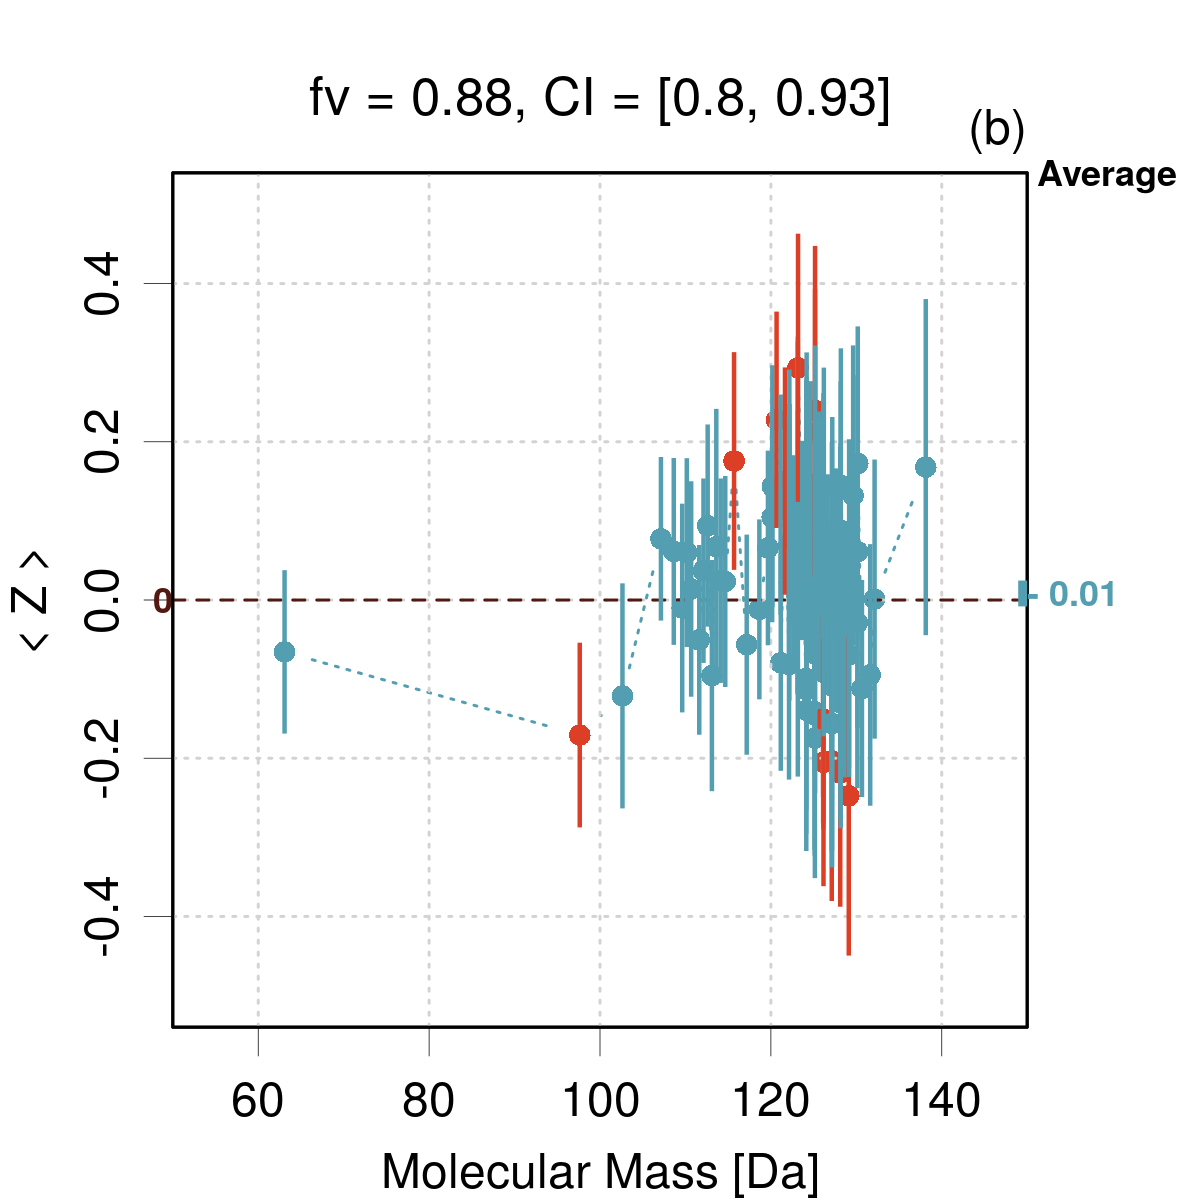 fv = 0.88, CI = [0.8, 0.93]
(b)
Average
0.4
0.2
0.0
-0.2
-0.4
< Z >
0
0.01
60 80 100 120 140
Molecular Mass [Da]